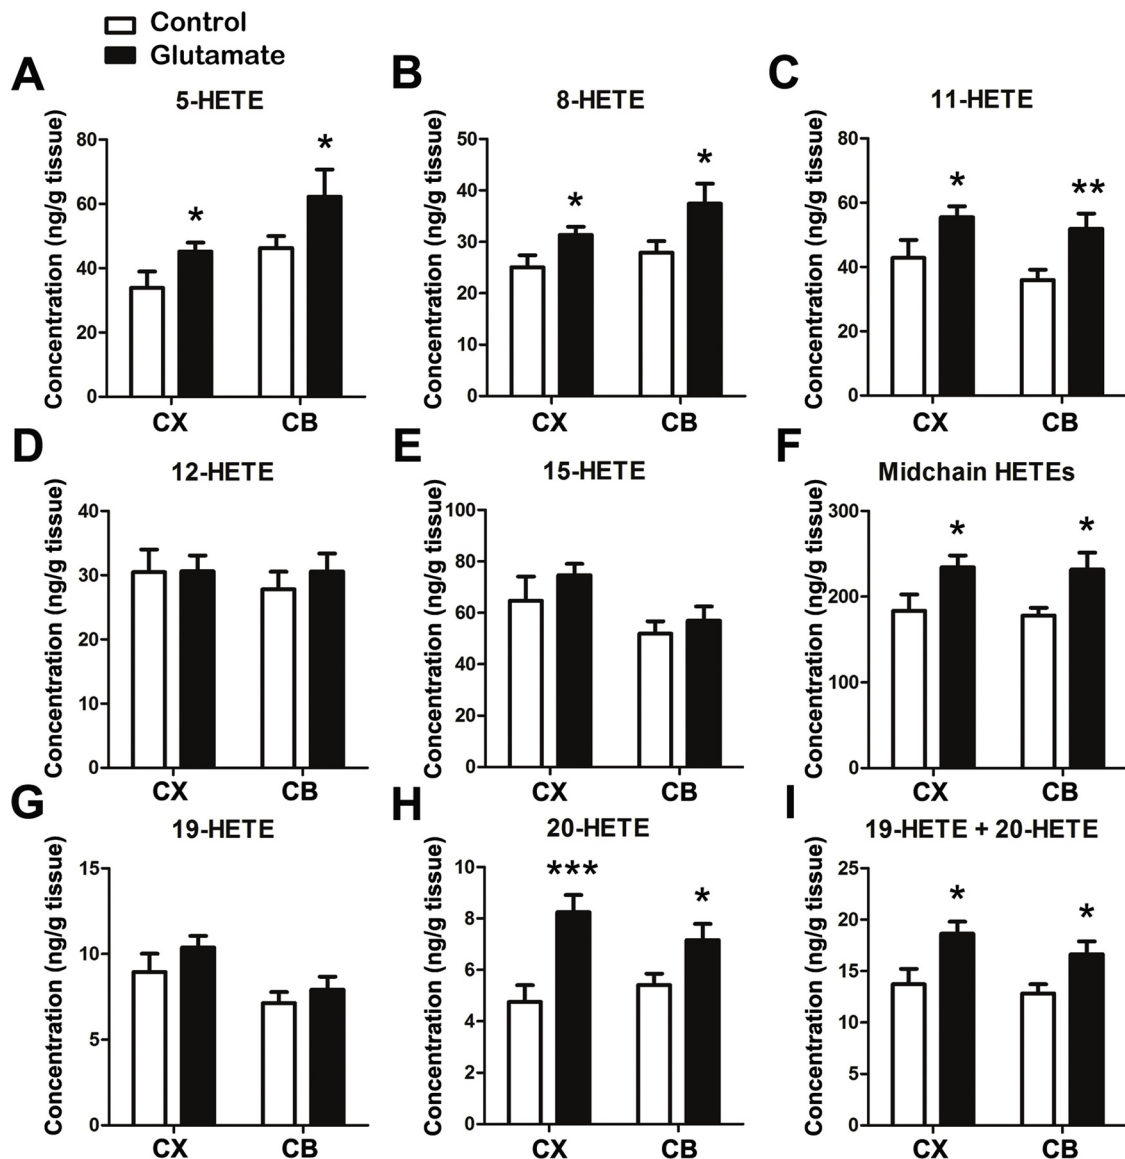 Control
Glutamate
A
5-HETE
Concentration (ng/g tissue)
80
60
40
20
0
*
*
CX
CB
B
8-HETE
Concentration (ng/g tissue)
50
40
30
20
10
0
*
*
CX
CB
C
11-HETE
Concentration (ng/g tissue)
80
60
40
20
0
*
**
CX
CB
D
12-HETE
Concentration (ng/g tissue)
40
30
20
10
0
CX
CB
E
15-HETE
Concentration (ng/g tissue)
100
80
60
40
20
0
CX
CB
F
Midchain HETEs
Concentration (ng/g tissue)
300
200
100
0
*
*
CX
CB
G
19-HETE
Concentration (ng/g tissue)
15
10
5
0
CX
CB
H
20-HETE
Concentration (ng/g tissue)
10
8
6
4
2
0
***
*
CX
CB
I
19-HETE + 20-HETE
Concentration (ng/g tissue)
25
20
15
10
5
0
*
*
CX
CB